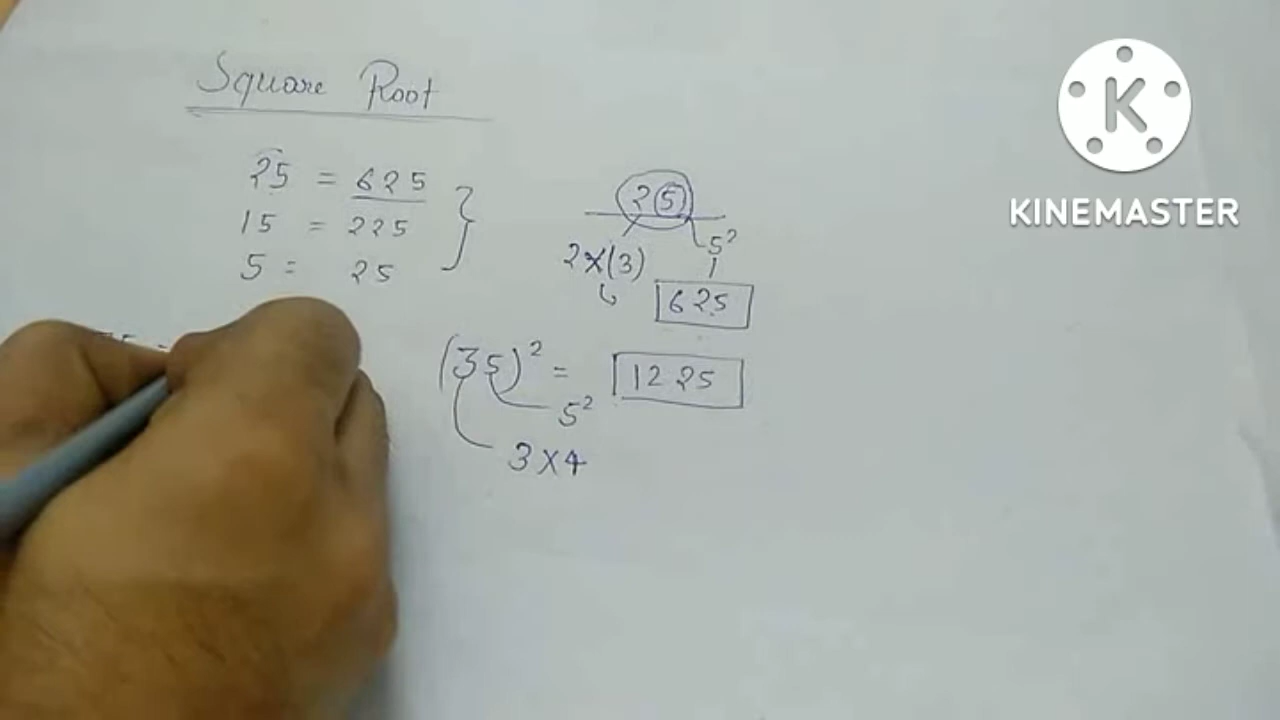 Square Root
25 = 625
15 = 225
5 = 25
25
2×(3)
5²
6
625
(35)² = 1225
5²
3×4
K
KINEMASTER